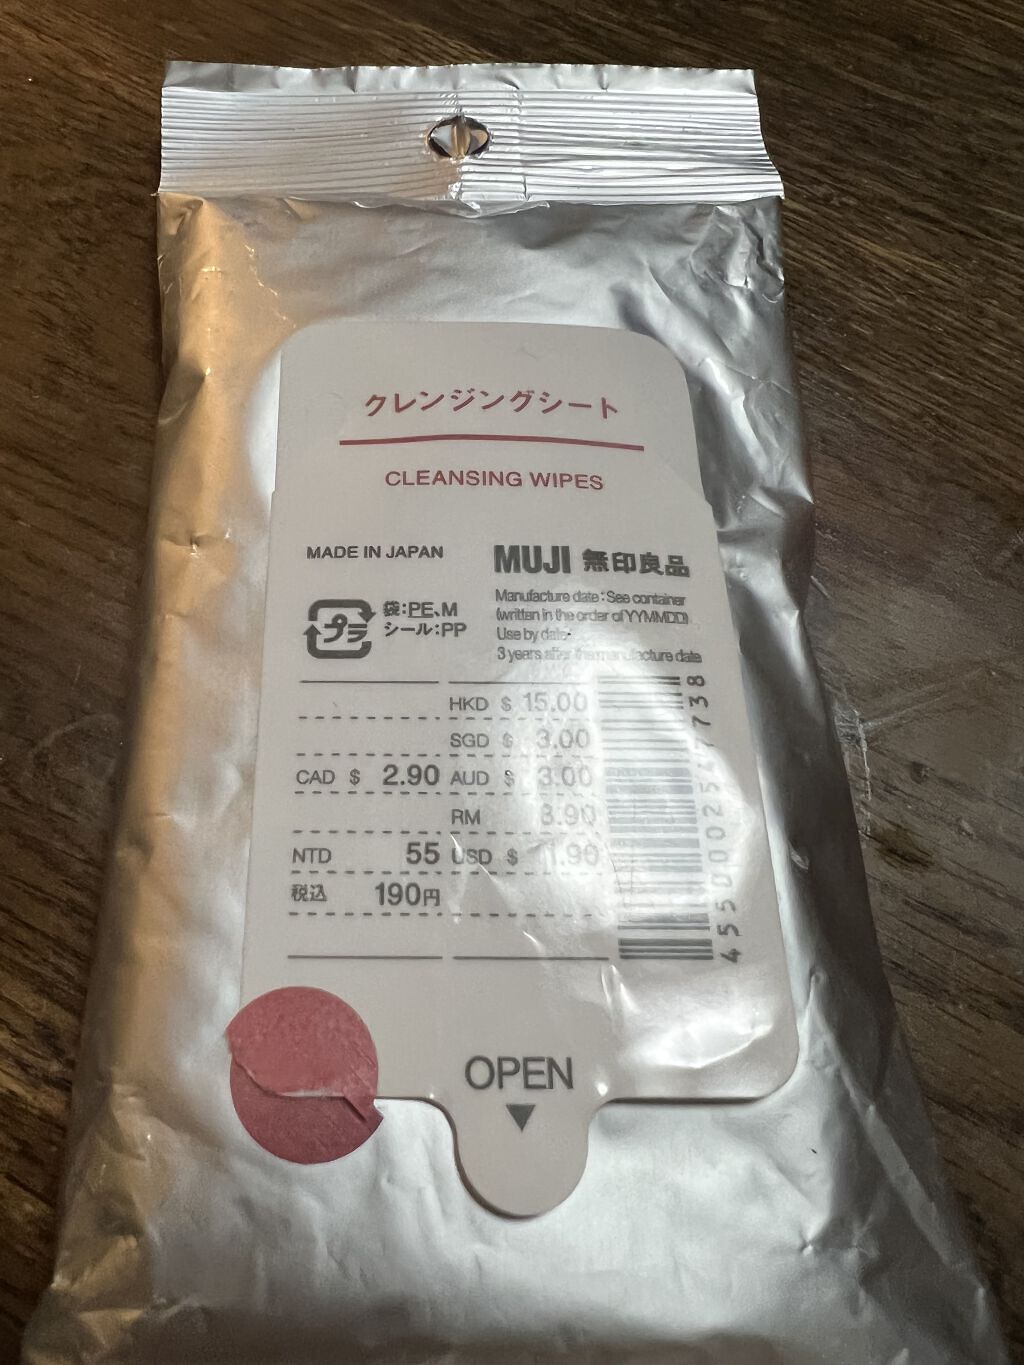 クレンジングシート
CLEANSING WIPES
MADE IN JAPAN
MUJI 無印良品
プラ
袋:PE、M
シール:PP
Manufacture date : See container
(written in the order of YYMMDD)
Use by date:
3 years after the manufacture date
HKD $ 15.00
SGD $ 3.00
CAD $ 2.90 AUD $ 3.00
RM 8.90
NTD 55 USD $ 1.90
税込 190円
OPEN